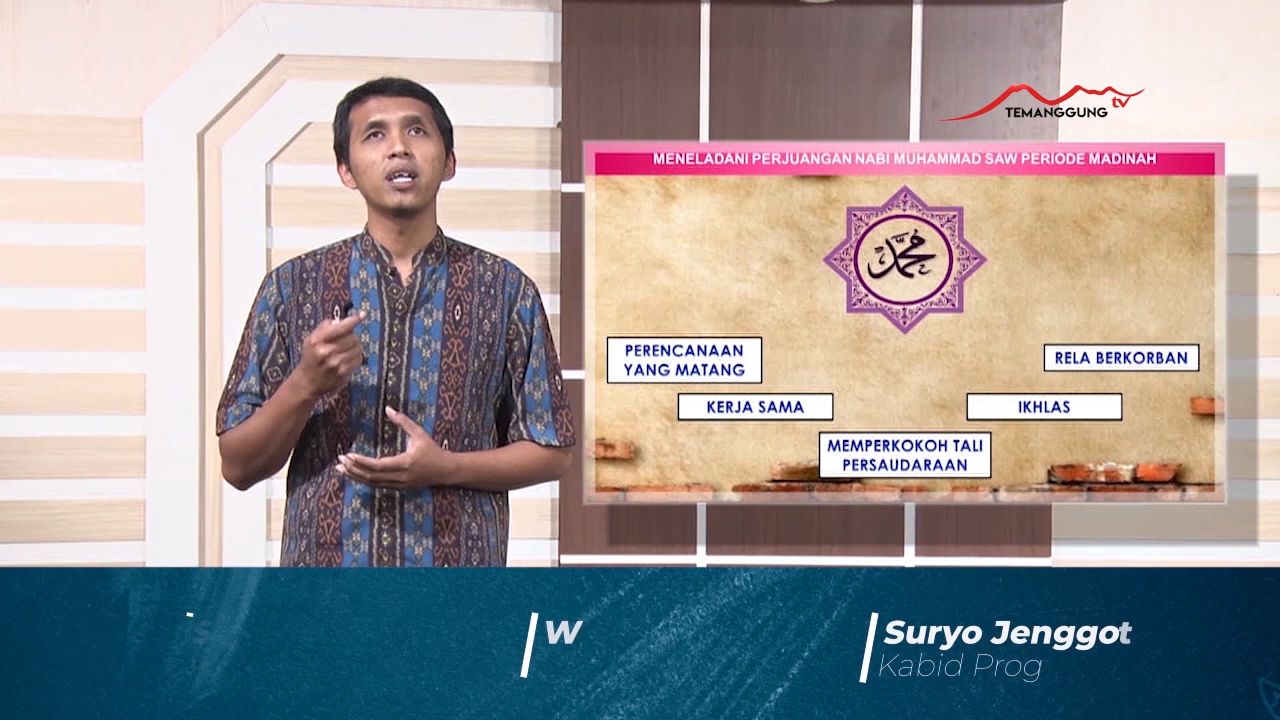 TEMANGGUNG tv
MENELADANI PERJUANGAN NABI MUHAMMAD SAW PERIODE MADINAH
محمد
PERENCANAAN
YANG MATANG
RELA BERKORBAN
KERJA SAMA
IKHLAS
MEMPERKOKOH TALI
PERSAUDARAAN
W
Suryo Jenggot
Kabid Prog